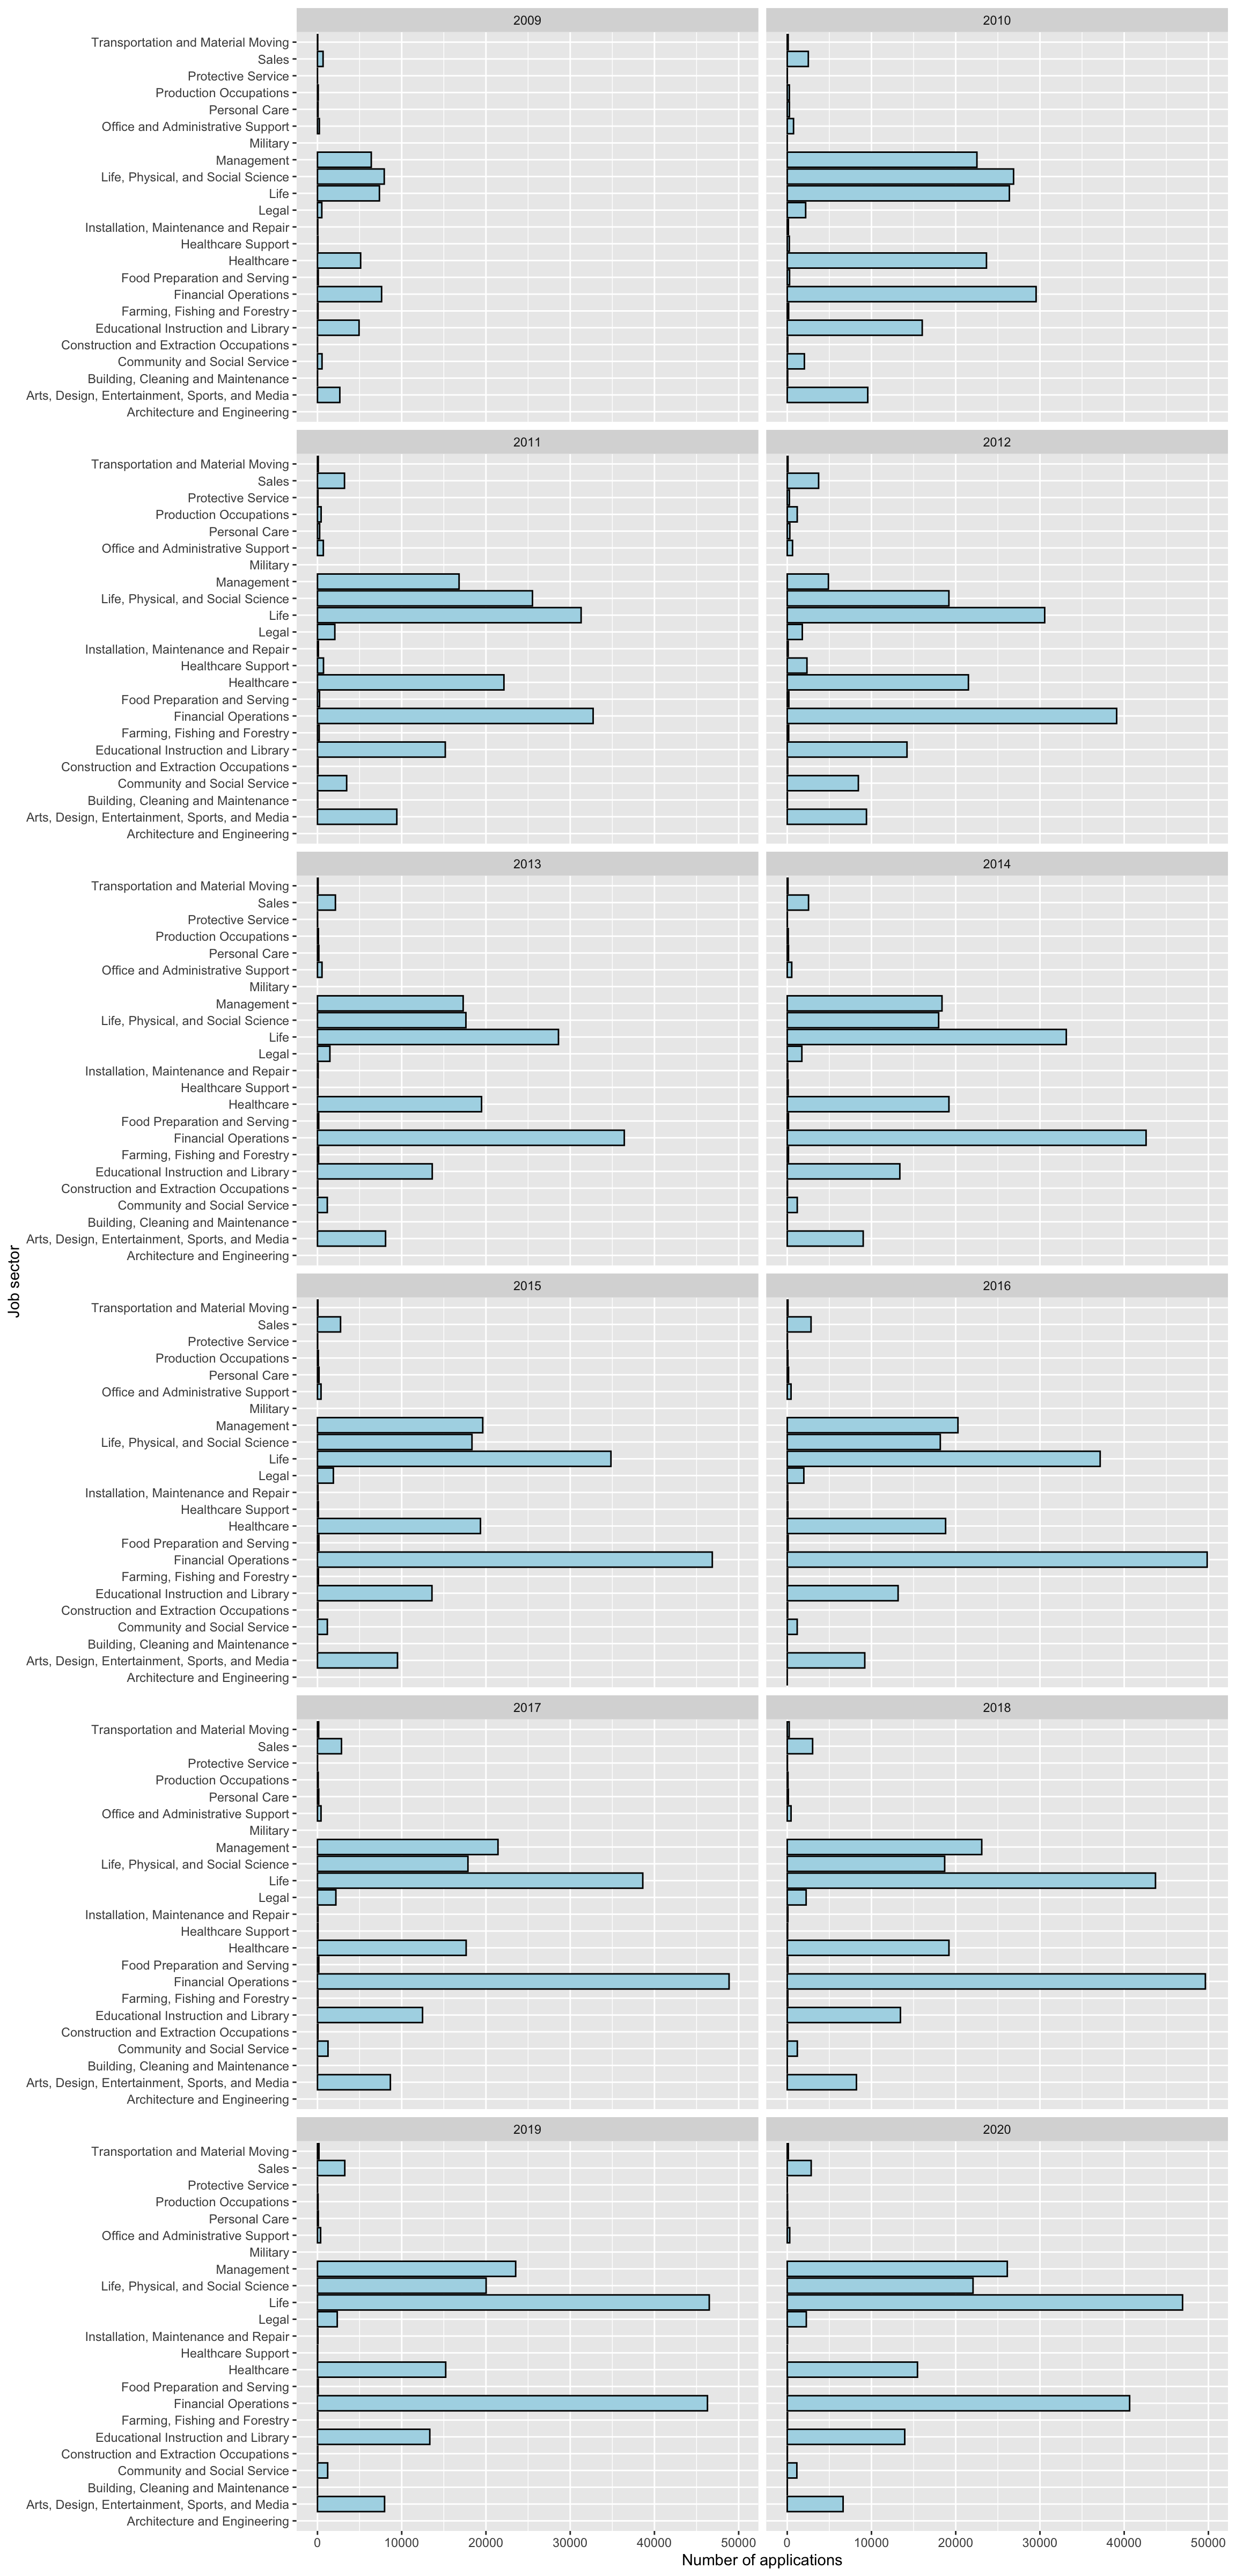 2009
2010
Transportation and Material Moving
Sales
Protective Service
Production Occupations
Personal Care
Office and Administrative Support
Military
Management
Life, Physical, and Social Science
Life
Legal
Installation, Maintenance and Repair
Healthcare Support
Healthcare
Food Preparation and Serving
Financial Operations
Farming, Fishing and Forestry
Educational Instruction and Library
Construction and Extraction Occupations
Community and Social Service
Building, Cleaning and Maintenance
Arts, Design, Entertainment, Sports, and Media
Architecture and Engineering
2011
2012
Transportation and Material Moving
Sales
Protective Service
Production Occupations
Personal Care
Office and Administrative Support
Military
Management
Life, Physical, and Social Science
Life
Legal
Installation, Maintenance and Repair
Healthcare Support
Healthcare
Food Preparation and Serving
Financial Operations
Farming, Fishing and Forestry
Educational Instruction and Library
Construction and Extraction Occupations
Community and Social Service
Building, Cleaning and Maintenance
Arts, Design, Entertainment, Sports, and Media
Architecture and Engineering
2013
2014
Transportation and Material Moving
Sales
Protective Service
Production Occupations
Personal Care
Office and Administrative Support
Military
Management
Life, Physical, and Social Science
Life
Legal
Installation, Maintenance and Repair
Healthcare Support
Healthcare
Food Preparation and Serving
Financial Operations
Farming, Fishing and Forestry
Educational Instruction and Library
Construction and Extraction Occupations
Community and Social Service
Building, Cleaning and Maintenance
Arts, Design, Entertainment, Sports, and Media
Architecture and Engineering
Job sector
2015
2016
Transportation and Material Moving
Sales
Protective Service
Production Occupations
Personal Care
Office and Administrative Support
Military
Management
Life, Physical, and Social Science
Life
Legal
Installation, Maintenance and Repair
Healthcare Support
Healthcare
Food Preparation and Serving
Financial Operations
Farming, Fishing and Forestry
Educational Instruction and Library
Construction and Extraction Occupations
Community and Social Service
Building, Cleaning and Maintenance
Arts, Design, Entertainment, Sports, and Media
Architecture and Engineering
2017
2018
Transportation and Material Moving
Sales
Protective Service
Production Occupations
Personal Care
Office and Administrative Support
Military
Management
Life, Physical, and Social Science
Life
Legal
Installation, Maintenance and Repair
Healthcare Support
Healthcare
Food Preparation and Serving
Financial Operations
Farming, Fishing and Forestry
Educational Instruction and Library
Construction and Extraction Occupations
Community and Social Service
Building, Cleaning and Maintenance
Arts, Design, Entertainment, Sports, and Media
Architecture and Engineering
2019
2020
Transportation and Material Moving
Sales
Protective Service
Production Occupations
Personal Care
Office and Administrative Support
Military
Management
Life, Physical, and Social Science
Life
Legal
Installation, Maintenance and Repair
Healthcare Support
Healthcare
Food Preparation and Serving
Financial Operations
Farming, Fishing and Forestry
Educational Instruction and Library
Construction and Extraction Occupations
Community and Social Service
Building, Cleaning and Maintenance
Arts, Design, Entertainment, Sports, and Media
Architecture and Engineering
0 10000 20000 30000 40000 50000
0 10000 20000 30000 40000 50000
Number of applications